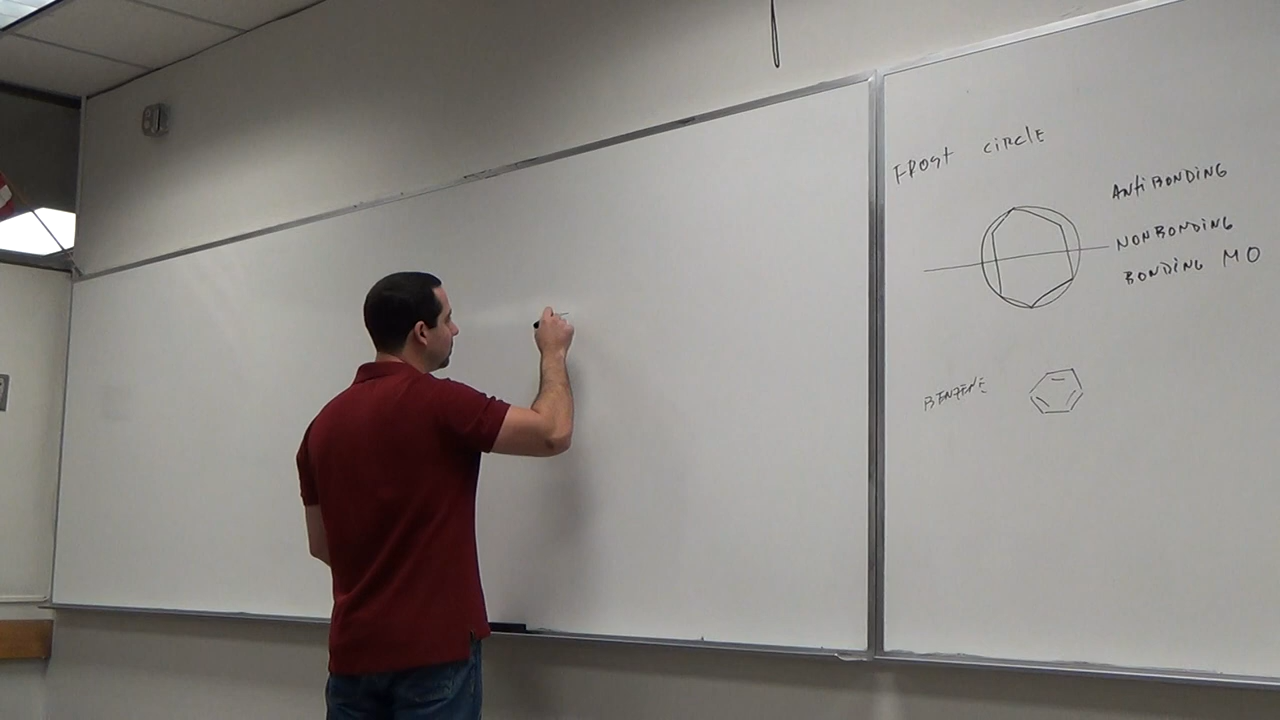 FROST CIRCLE
ANTIBONDING
NONBONDING
BONDING MO
BENZENE